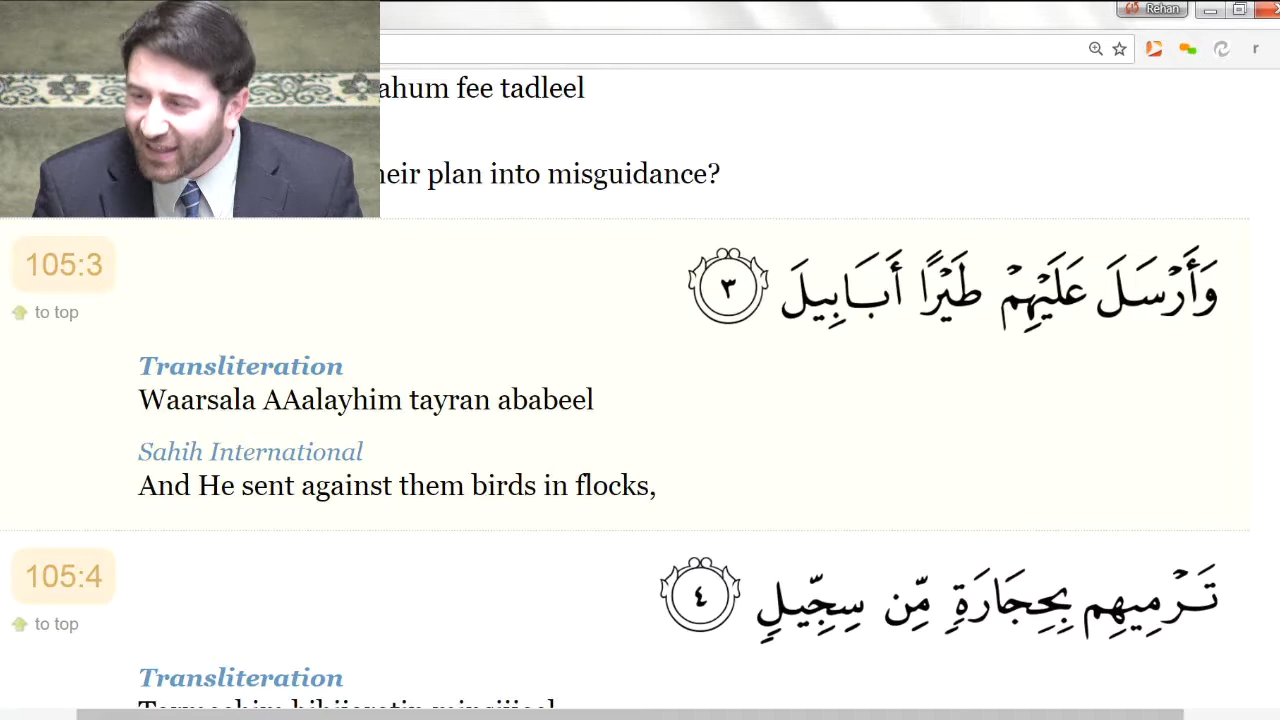 Rehan
r
ahum fee tadleel
heir plan into misguidance?
105:3
وَأَرْسَلَ عَلَيْهِمْ طَيْرًا أَبَابِيلَ ٣
to top
Transliteration
Waarsala AAalayhim tayran ababeel
Sahih International
And He sent against them birds in flocks,
105:4
تَرْمِيهِم بِحِجَارَةٍ مِّن سِجِّيلٍ ٤
to top
Transliteration